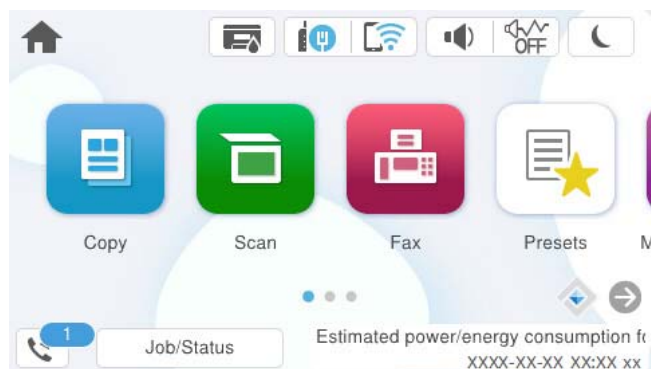 OFF
Copy
Scan
Fax
Presets
1
Job/Status
Estimated power/energy consumption
XXXX-XX-XX XX:XX xx